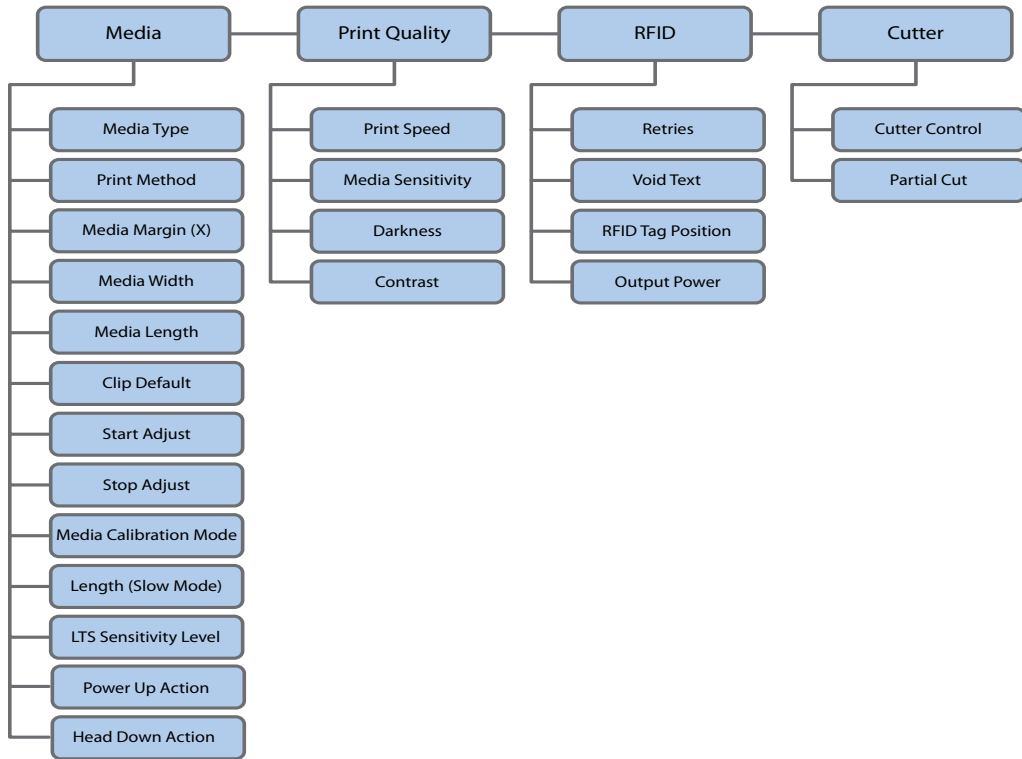 Media
Print Quality
RFID
Cutter
Media Type
Print Method
Media Margin (X)
Media Width
Media Length
Clip Default
Start Adjust
Stop Adjust
Media Calibration Mode
Length (Slow Mode)
LTS Sensitivity Level
Power Up Action
Head Down Action
Print Speed
Media Sensitivity
Darkness
Contrast
Retries
Void Text
RFID Tag Position
Output Power
Cutter Control
Partial Cut